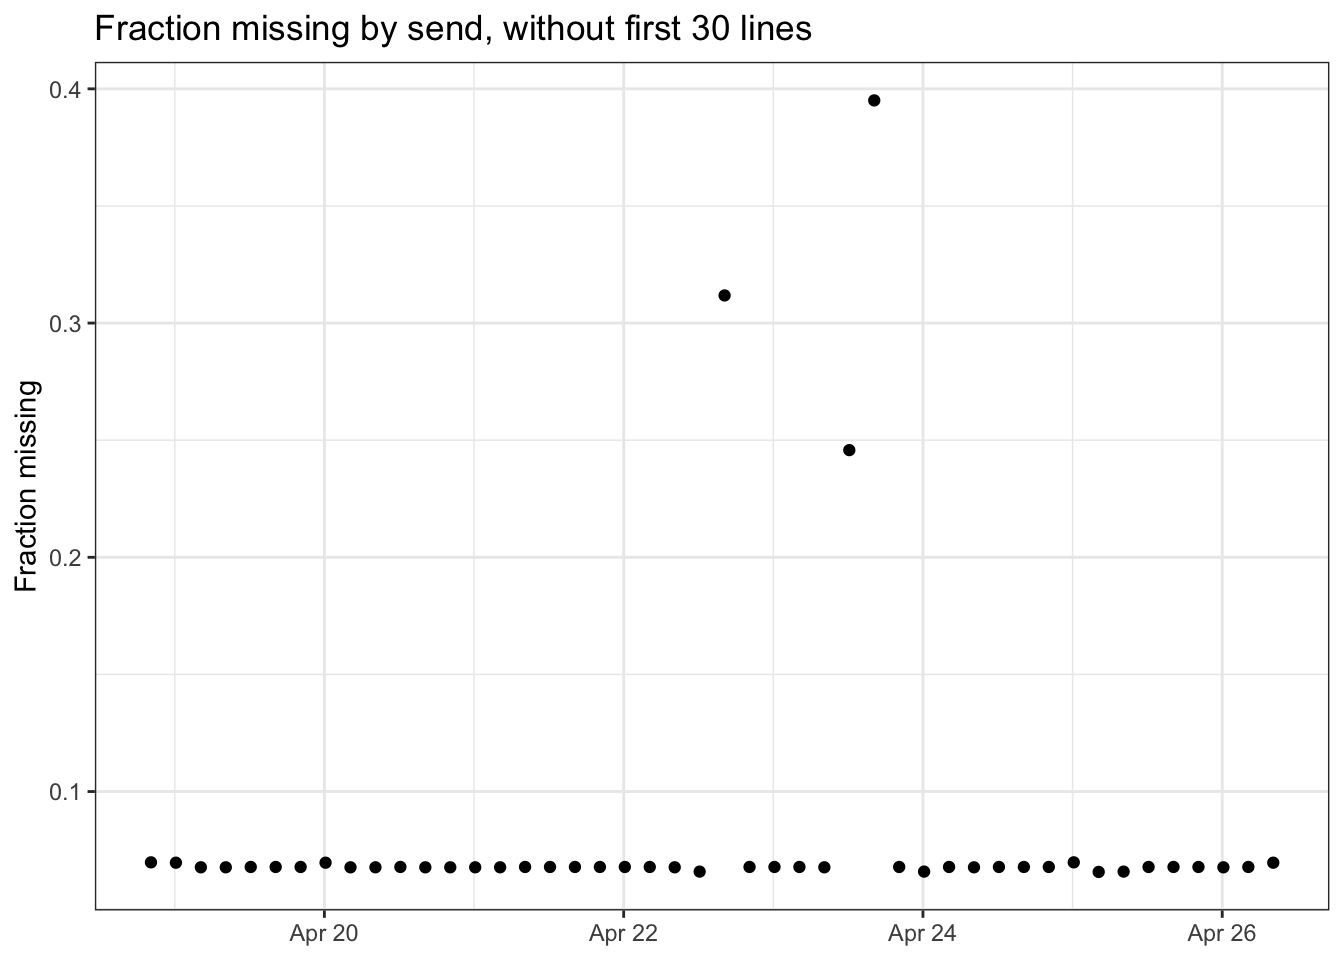 Fraction missing by send, without first 30 lines
Fraction missing
0.4
0.3
0.2
0.1
Apr 20
Apr 22
Apr 24
Apr 26